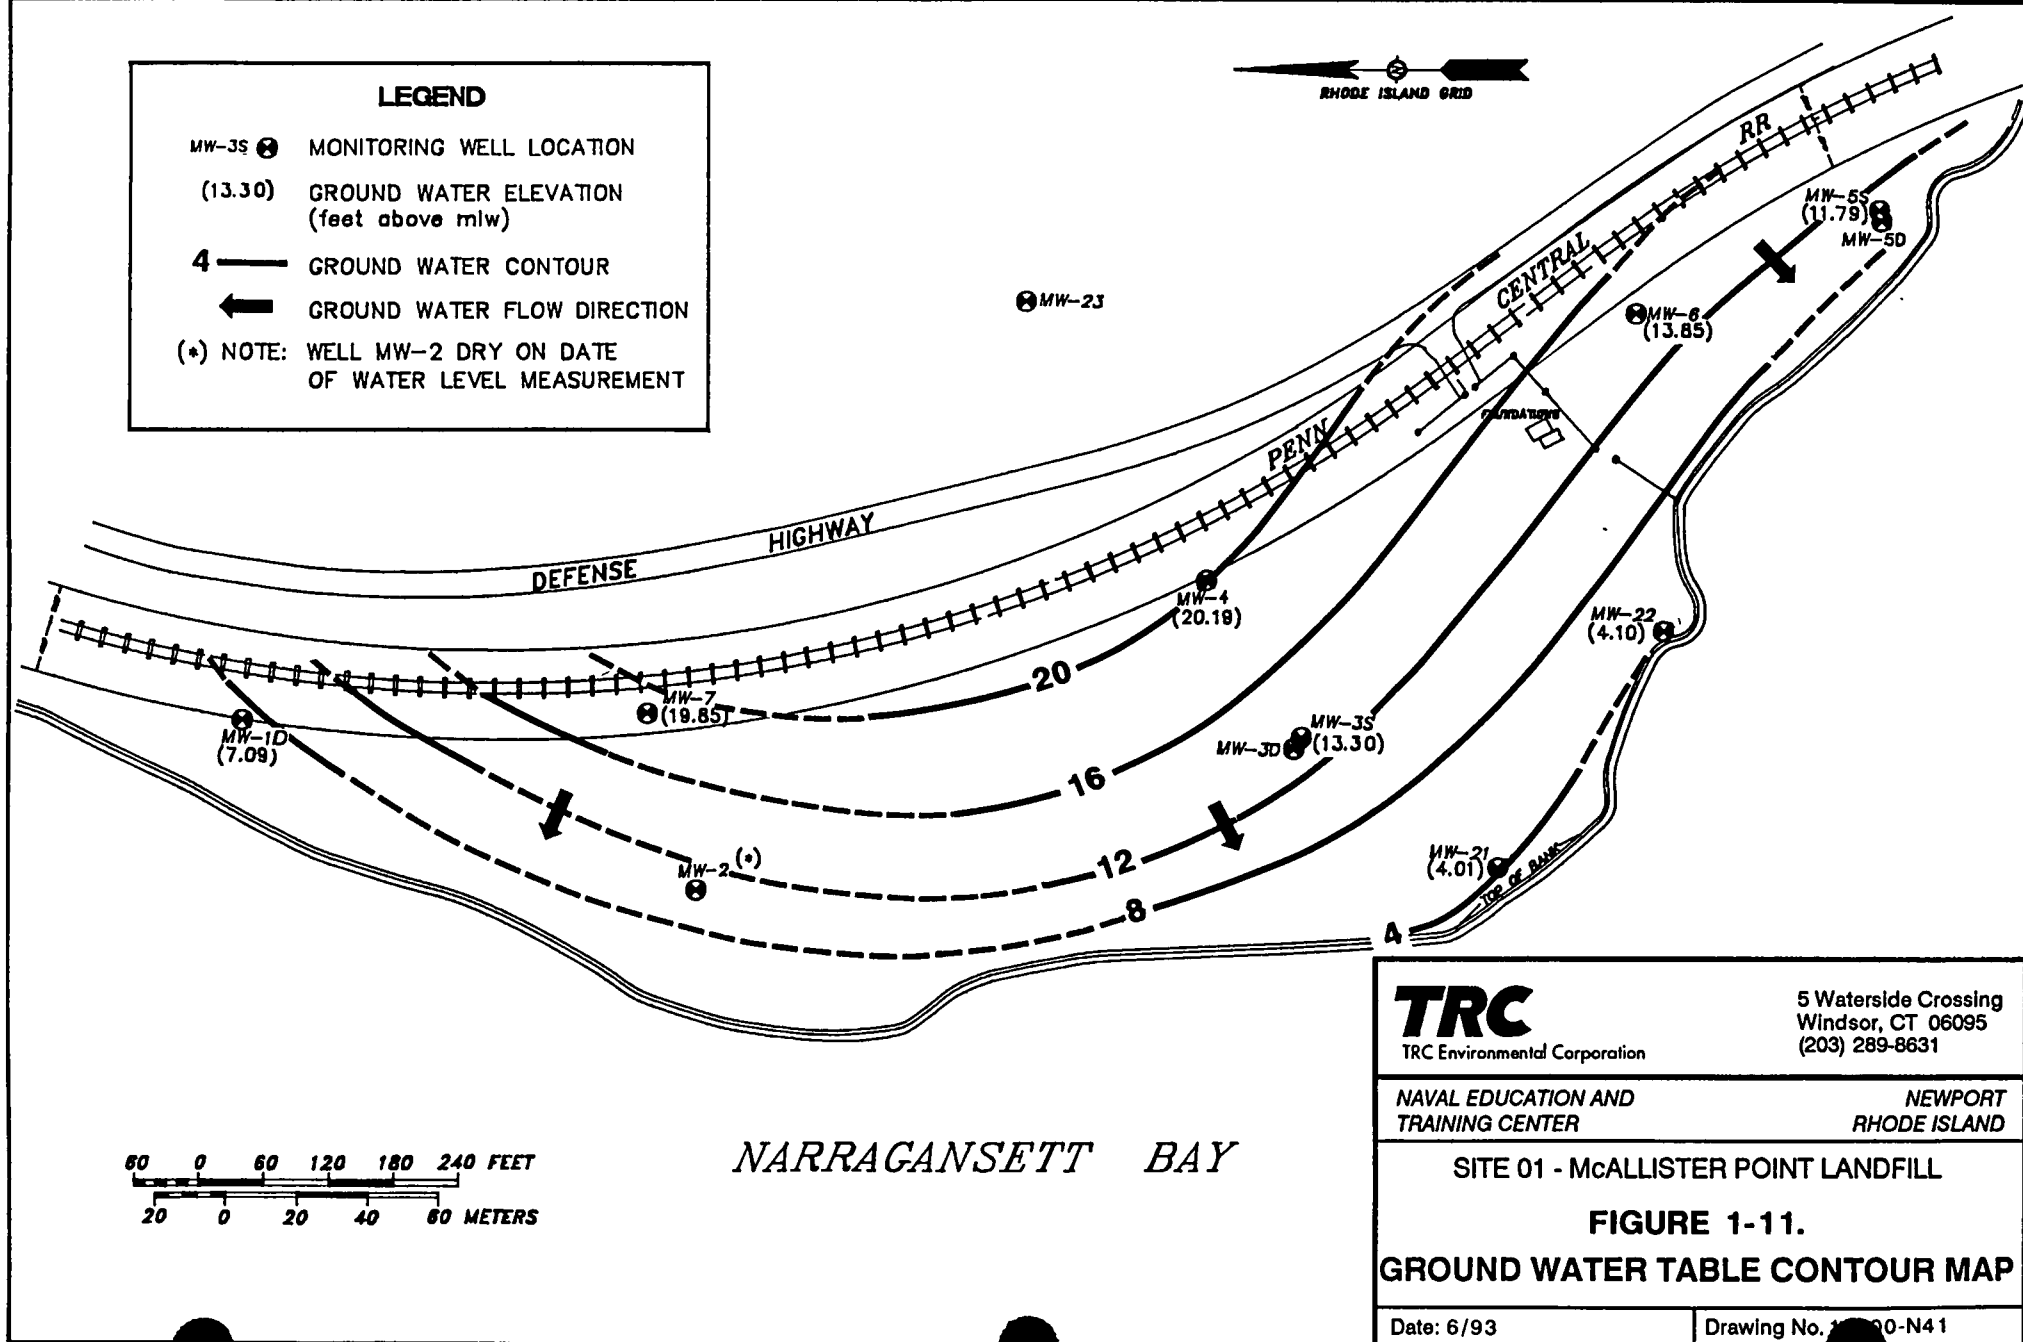 LEGEND
MW-3S MONITORING WELL LOCATION
(13.30) GROUND WATER ELEVATION
(feet above mlw)
4 GROUND WATER CONTOUR
GROUND WATER FLOW DIRECTION
(*) NOTE: WELL MW-2 DRY ON DATE
OF WATER LEVEL MEASUREMENT
N
RHODE ISLAND GRID
RR
CENTRAL
PENN
HIGHWAY
DEFENSE
MW-23
MW-5S
(11.79)
MW-5D
MW-6
(13.85)
FOUNDATIONS
MW-4
(20.19)
MW-22
(4.10)
20
MW-7
(19.85)
MW-1D
(7.09)
MW-3S
MW-3D (13.30)
16
12
MW-2 (*)
8
MW-21
(4.01)
TOP OF BANK
4
NARRAGANSETT BAY
60 0 60 120 180 240 FEET
20 0 20 40 60 METERS
TRC
TRC Environmental Corporation
5 Waterside Crossing
Windsor, CT 06095
(203) 289-8631
NAVAL EDUCATION AND
TRAINING CENTER
NEWPORT
RHODE ISLAND
SITE 01 - McALLISTER POINT LANDFILL
FIGURE 1-11.
GROUND WATER TABLE CONTOUR MAP
Date: 6/93
Drawing No. 0-N41